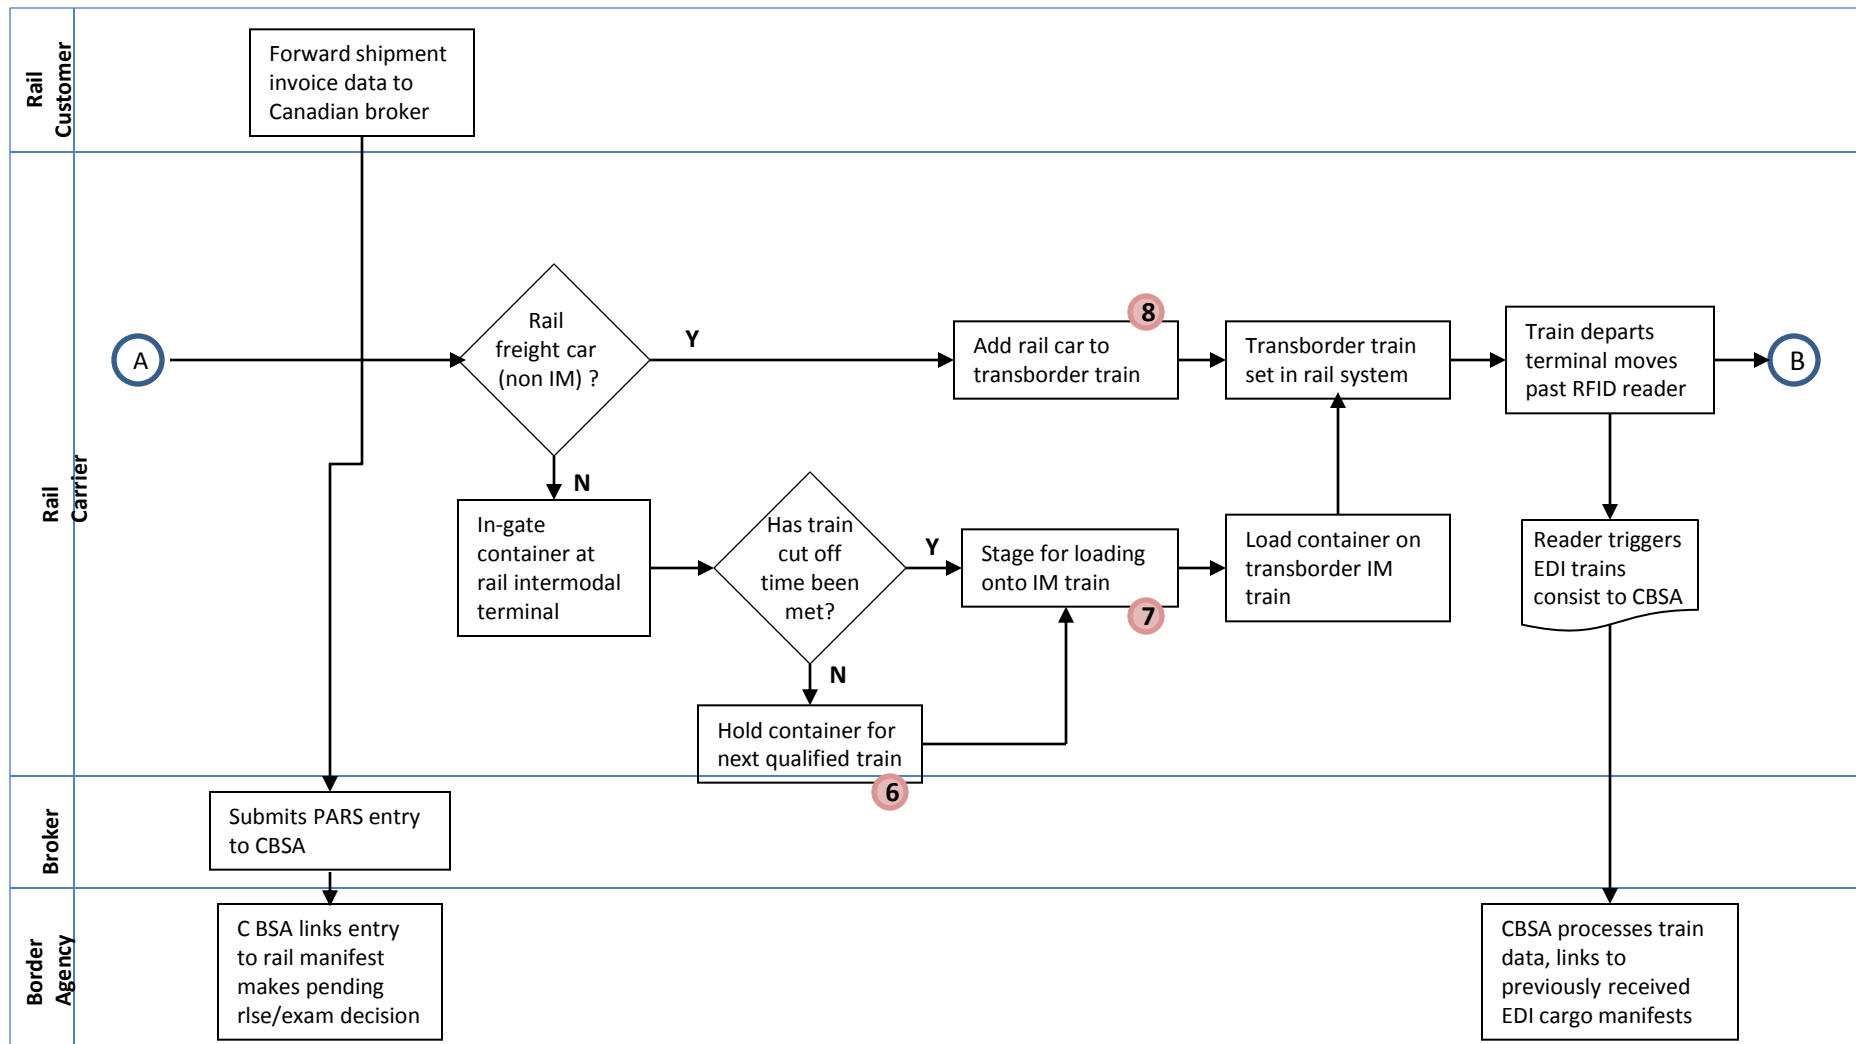 Rail
Customer
Forward shipment
invoice data to
Canadian broker
Rail
Carrier
A
Rail
freight car
(non IM) ?
Y
N
8
Add rail car to
transborder train
Transborder train
set in rail system
Train departs
terminal moves
past RFID reader
B
In-gate
container at
rail intermodal
terminal
Has train
cut off
time been
met?
Y
N
Stage for loading
onto IM train
7
Load container on
transborder IM
train
Reader triggers
EDI trains
consist to CBSA
Hold container for
next qualified train
6
Broker
Submits PARS entry
to CBSA
Border
Agency
C BSA links entry
to rail manifest
makes pending
rlse/exam decision
CBSA processes train
data, links to
previously received
EDI cargo manifests